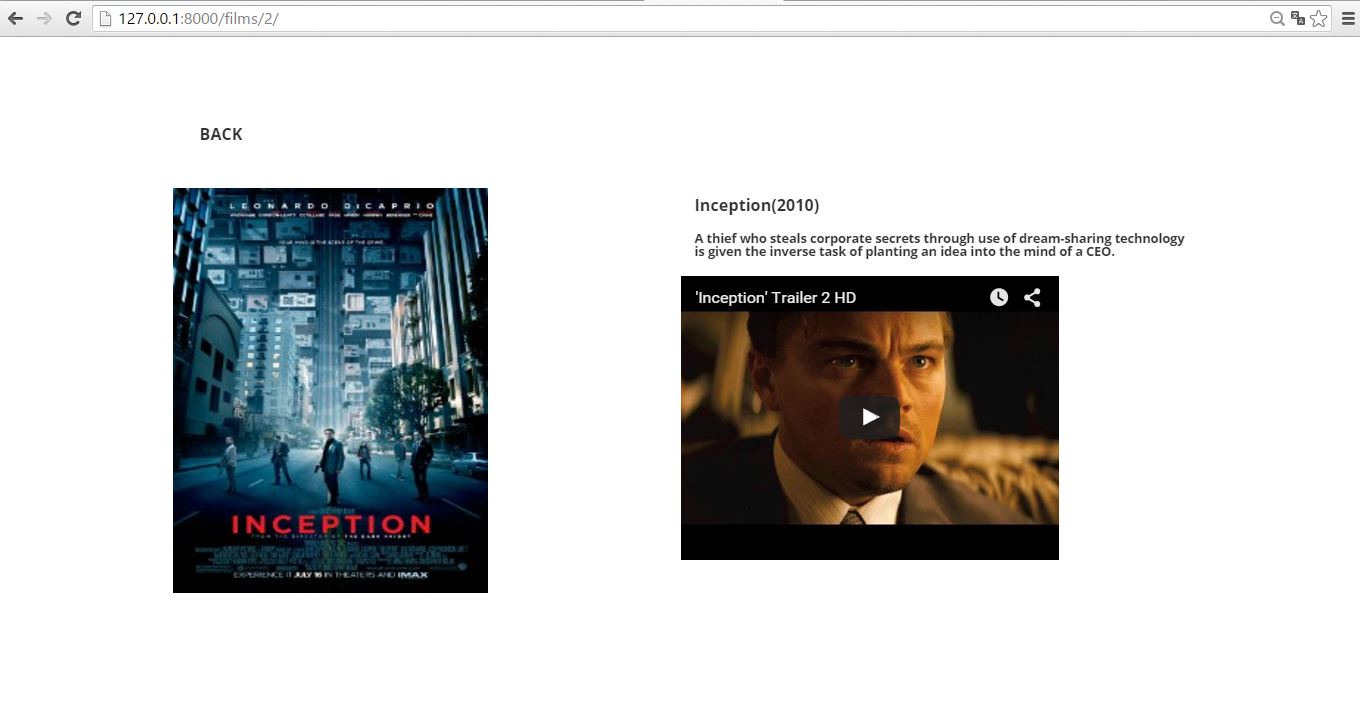 127.0.0.1:8000/films/2/
BACK
LEONARDO DiCAPRIO
YOUR MIND IS THE SCENE OF THE CRIME.
INCEPTION
FROM THE DIRECTOR OF THE DARK KNIGHT
EXPERIENCE IT JULY 16 IN THEATERS AND IMAX
Inception(2010)
A thief who steals corporate secrets through use of dream-sharing technology
is given the inverse task of planting an idea into the mind of a CEO.
'Inception' Trailer 2 HD